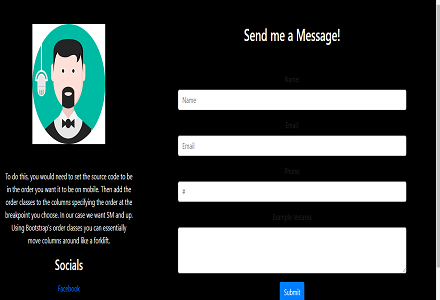 Send me a Message!
Name:
Name
Email:
Email
Phone:
#
Example textarea
Submit
To do this, you would need to set the source code to be
in the order you want it to be on mobile. Then add the
order classes to the columns specifying the order at the
breakpoint you choose. In our case we want SM and up.
Using Bootstrap's order classes you can essentially
move columns around like a forklift.
Socials
Facebook